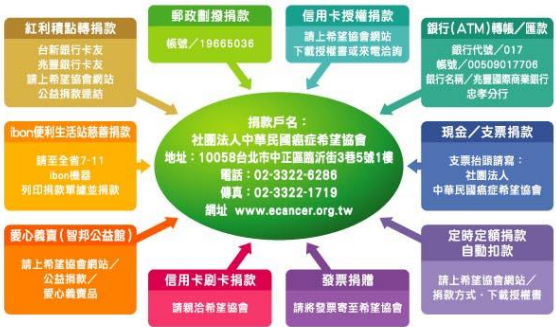 紅利積點轉捐款
台新銀行卡友
兆豐銀行卡友
請上希望協會網站
公益捐款連結
郵政劃撥捐款
帳號／19665036
信用卡授權捐款
請上希望協會網站
下載授權書或來電洽詢
銀行(ATM)轉帳／匯款
銀行代號／017
帳號／00509017706
銀行名稱／兆豐國際商業銀行
忠孝分行
ibon便利生活站慈善捐款
請至全省7-11
ibon機器
列印捐款單據並捐款
捐款戶名：
社團法人中華民國癌症希望協會
地址：10058台北市中正區臨沂街3巷5號1樓
電話：02-3322-6286
傳真：02-3322-1719
網址 www.ecancer.org.tw
現金／支票捐款
支票抬頭請寫：
社團法人
中華民國癌症希望協會
愛心義賣(智邦公益館)
請上希望協會網站／
公益捐款／
愛心義賣品
信用卡刷卡捐款
請親洽希望協會
發票捐贈
請將發票寄至希望協會
定時定額捐款
自動扣款
請上希望協會網站／
捐款方式、下載授權書